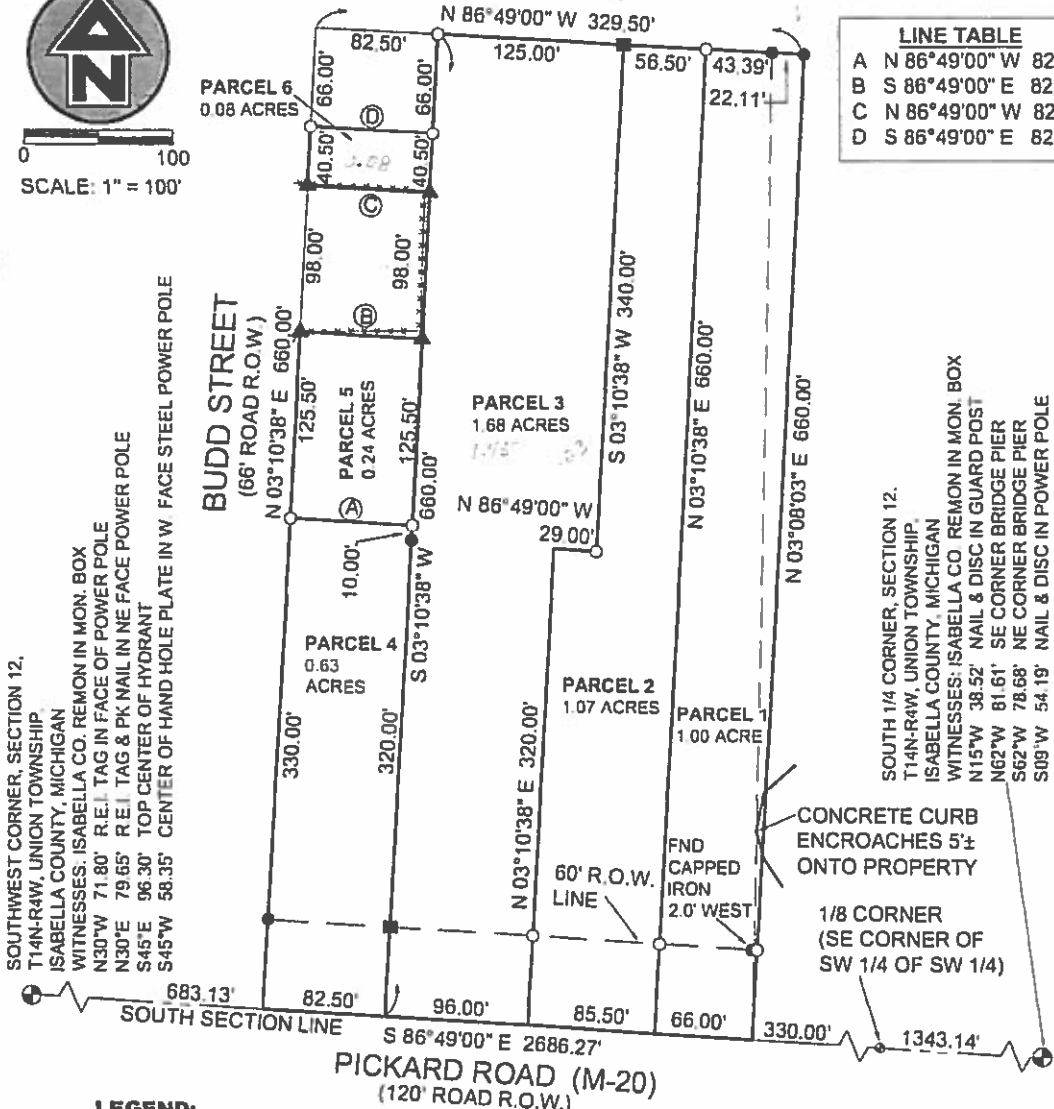 N 86°49'00" W 329.50'
82.50'
125.00'
56.50'
43.39'
22.11'
LINE TABLE
A N 86°49'00" W 82
B S 86°49'00" E 82
C N 86°49'00" W 82
D S 86°49'00" E 82
N
0 100
SCALE: 1" = 100'
PARCEL 6
0.08 ACRES
66.00'
66.00'
D
40.50'
0.08
40.50'
C
98.00'
98.00'
B
BUDD STREET
(66' ROAD R.O.W.)
N 03°10'38" E 660.00'
125.50'
PARCEL 5
0.24 ACRES
125.50'
A
10.00'
660.00'
S 03°10'38" W
PARCEL 3
1.68 ACRES
S 03°10'38" W 340.00'
N 86°49'00" W
29.00'
N 03°10'38" E 660.00'
N 03°08'03" E 660.00'
PARCEL 4
0.63
ACRES
330.00'
320.00'
N 03°10'38" E 320.00'
PARCEL 2
1.07 ACRES
PARCEL 1
1.00 ACRE
SOUTHWEST CORNER, SECTION 12,
T14N-R4W, UNION TOWNSHIP,
ISABELLA COUNTY, MICHIGAN
WITNESSES: ISABELLA CO. REMON IN MON. BOX
N30°W 71.80' R.E.I. TAG IN FACE OF POWER POLE
N30°E 79.65' R.E.I. TAG & PK NAIL IN NE FACE POWER POLE
S45°E 96.30' TOP CENTER OF HYDRANT
S45°W 58.35' CENTER OF HAND HOLE PLATE IN W. FACE STEEL POWER POLE
SOUTH 1/4 CORNER, SECTION 12,
T14N-R4W, UNION TOWNSHIP,
ISABELLA COUNTY, MICHIGAN
WITNESSES: ISABELLA CO. REMON IN MON. BOX
N15°W 38.52' NAIL & DISC IN GUARD POST
N62°W 81.61' SE CORNER BRIDGE PIER
S62°W 78.68' NE CORNER BRIDGE PIER
S09°W 54.19' NAIL & DISC IN POWER POLE
CONCRETE CURB
ENCROACHES 5'±
ONTO PROPERTY
FND
CAPPED
IRON
2.0' WEST
60' R.O.W.
LINE
1/8 CORNER
(SE CORNER OF
SW 1/4 OF SW 1/4)
683.13'
82.50'
96.00'
85.50'
66.00'
330.00'
1343.14'
SOUTH SECTION LINE
S 86°49'00" E 2686.27'
PICKARD ROAD (M-20)
(120' ROAD R.O.W.)
LEGEND: